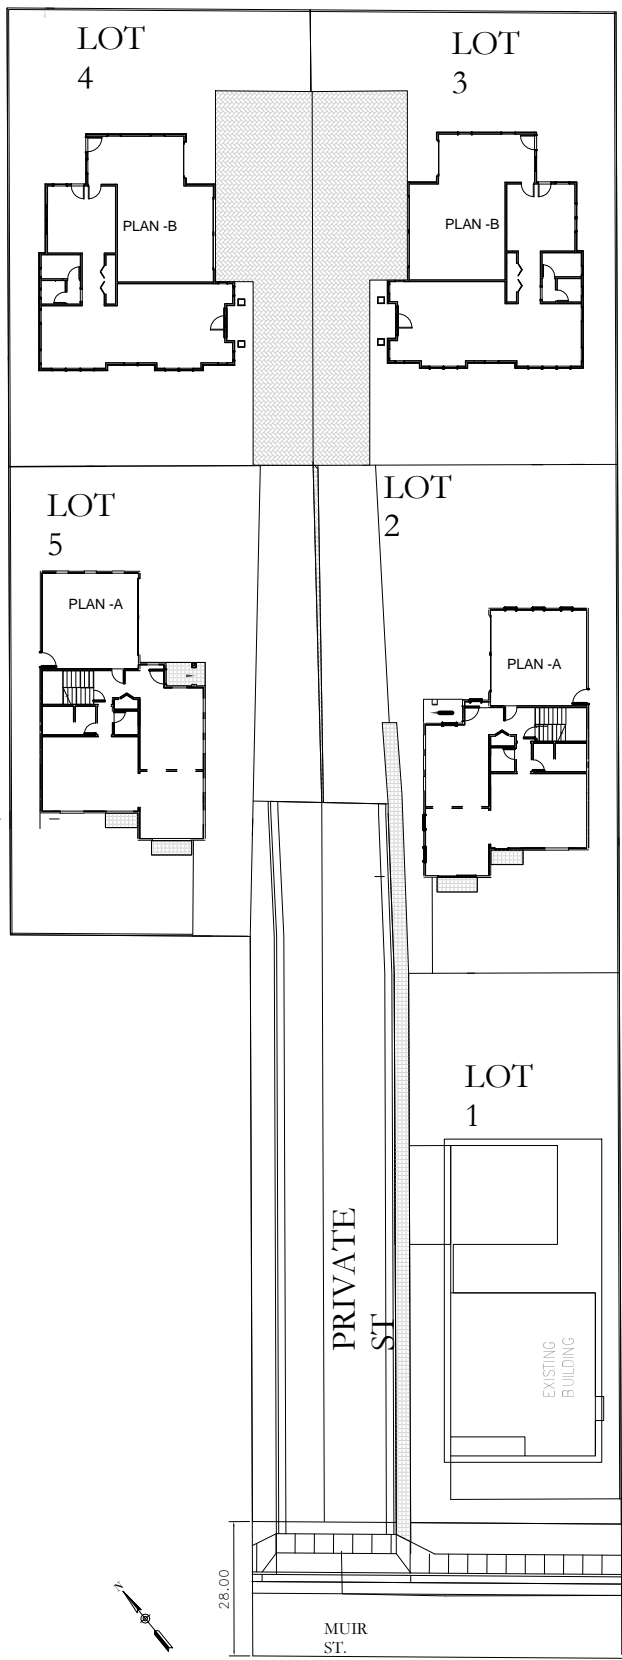 LOT
4
LOT
3
PLAN -B
PLAN -B
LOT
5
LOT
2
PLAN -A
PLAN -A
LOT
1
PRIVATE
ST
EXISTING
BUILDING
28.00
N
MUIR
ST.